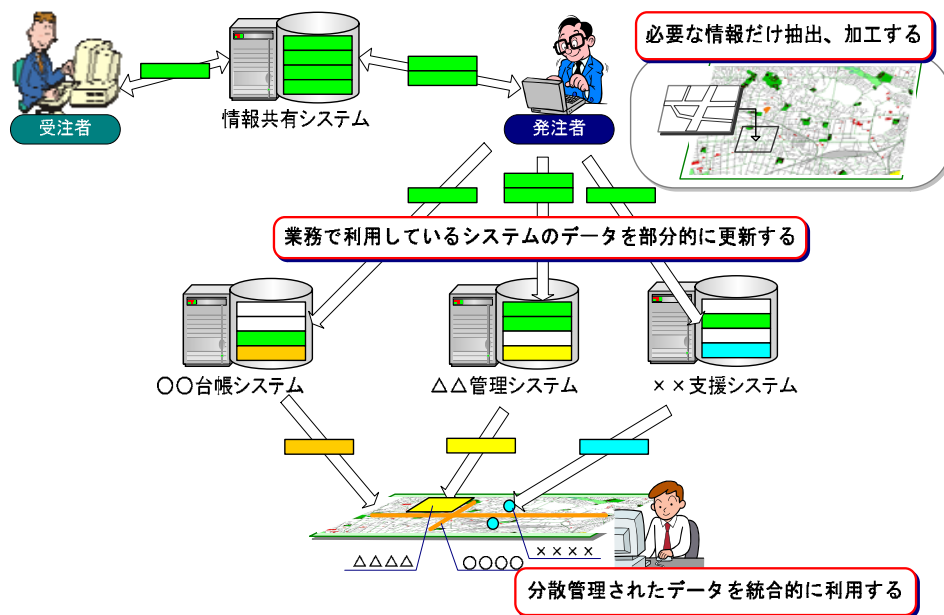 必要な情報だけ抽出、加工する
受注者
情報共有システム
発注者
業務で利用しているシステムのデータを部分的に更新する
〇〇台帳システム
△△管理システム
××支援システム
△△△△
〇〇〇〇
××××
分散管理されたデータを統合的に利用する